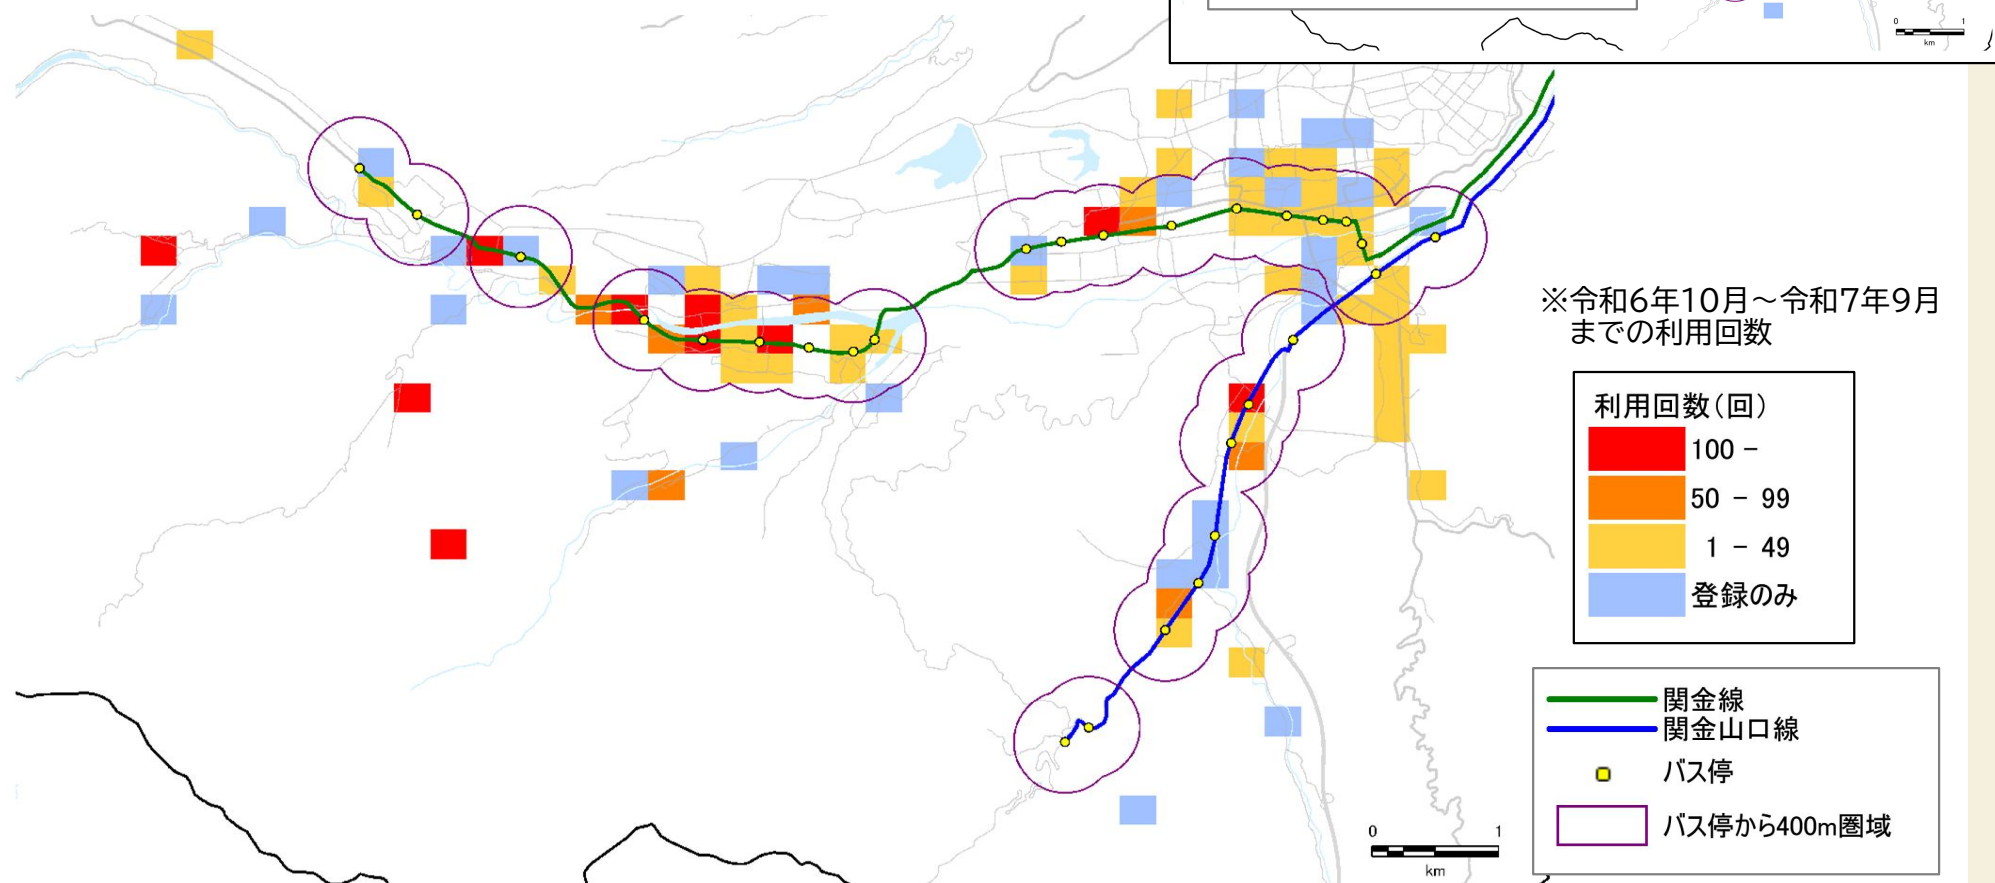 0 1
km
※令和6年10月～令和7年9月
までの利用回数
利用回数(回)
100 −
50 − 99
1 − 49
登録のみ
関金線
関金山口線
バス停
バス停から400m圏域
0 1
km